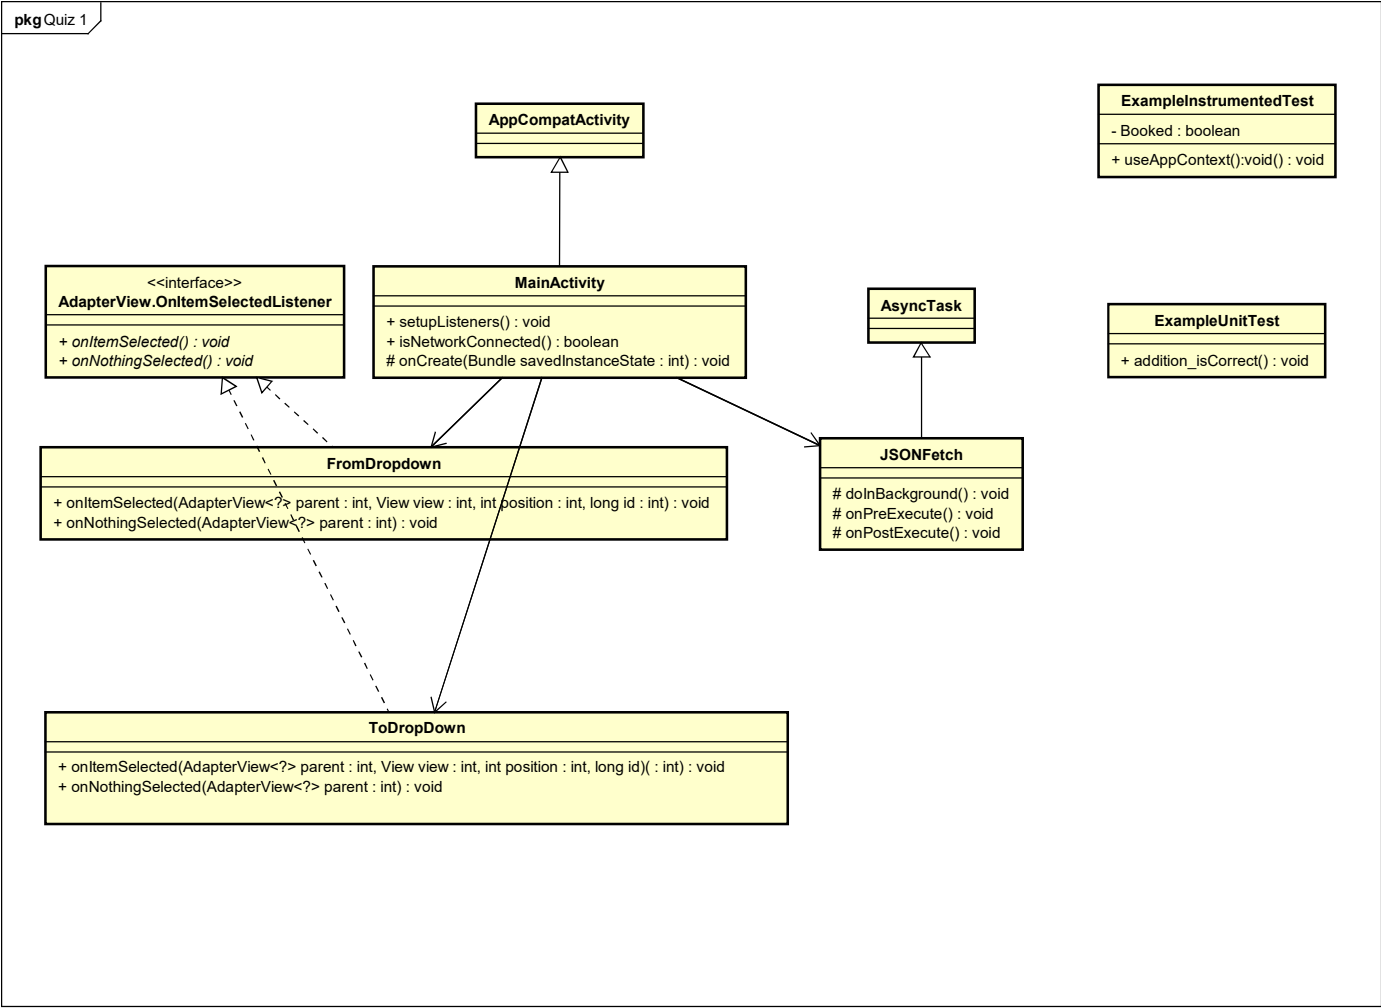 pkg Quiz 1
AppCompatActivity
ExampleInstrumentedTest
- Booked : boolean
+ useAppContext():void() : void
<<interface>>
AdapterView.OnItemSelectedListener
+ onItemSelected() : void
+ onNothingSelected() : void
MainActivity
+ setupListeners() : void
+ isNetworkConnected() : boolean
# onCreate(Bundle savedInstanceState : int) : void
AsyncTask
ExampleUnitTest
+ addition_isCorrect() : void
FromDropdown
+ onItemSelected(AdapterView<?> parent : int, View view : int, int position : int, long id : int) : void
+ onNothingSelected(AdapterView<?> parent : int) : void
JSONFetch
# doInBackground() : void
# onPreExecute() : void
# onPostExecute() : void
ToDropDown
+ onItemSelected(AdapterView<?> parent : int, View view : int, int position : int, long id)( : int) : void
+ onNothingSelected(AdapterView<?> parent : int) : void